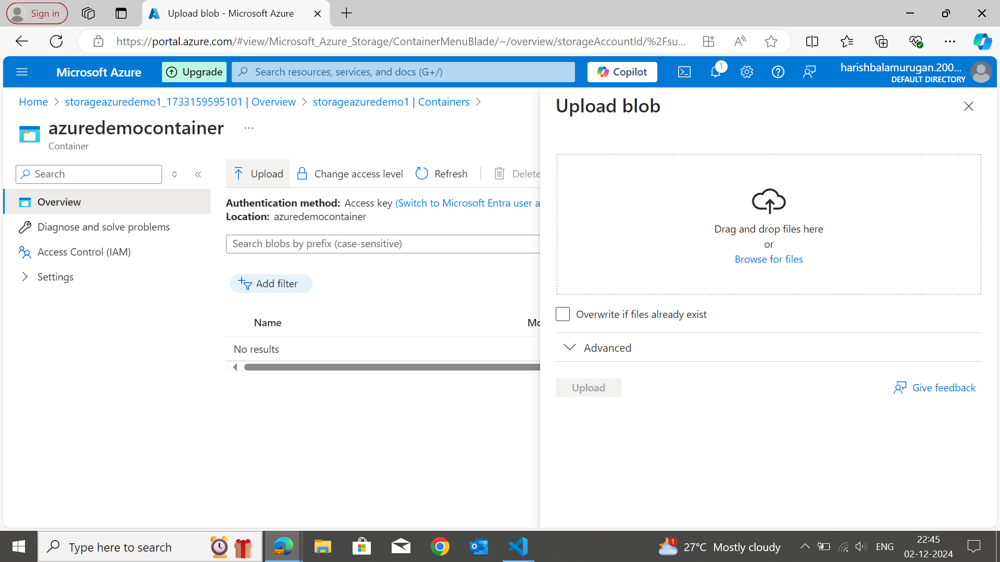 Sign in
Upload blob - Microsoft Azure
https://portal.azure.com/#view/Microsoft_Azure_Storage/ContainerMenuBlade/~/overview/storageAccountId/%2Fsu...
Microsoft Azure
Upgrade
Search resources, services, and docs (G+/)
Copilot
1
harishbalamurugan.200...
DEFAULT DIRECTORY
Home
storageazuredemo1_1733159595101 | Overview
storageazuredemo1 | Containers
azuredemocontainer
...
Container
Search
Overview
Diagnose and solve problems
Access Control (IAM)
Settings
Upload
Change access level
Refresh
Delete
Authentication method: Access key (Switch to Microsoft Entra user a
Location: azuredemocontainer
Search blobs by prefix (case-sensitive)
Add filter
Name
Mo
No results
Upload blob
Drag and drop files here
or
Browse for files
Overwrite if files already exist
Advanced
Upload
Give feedback
Type here to search
1
27°C Mostly cloudy
ENG
22:45
02-12-2024